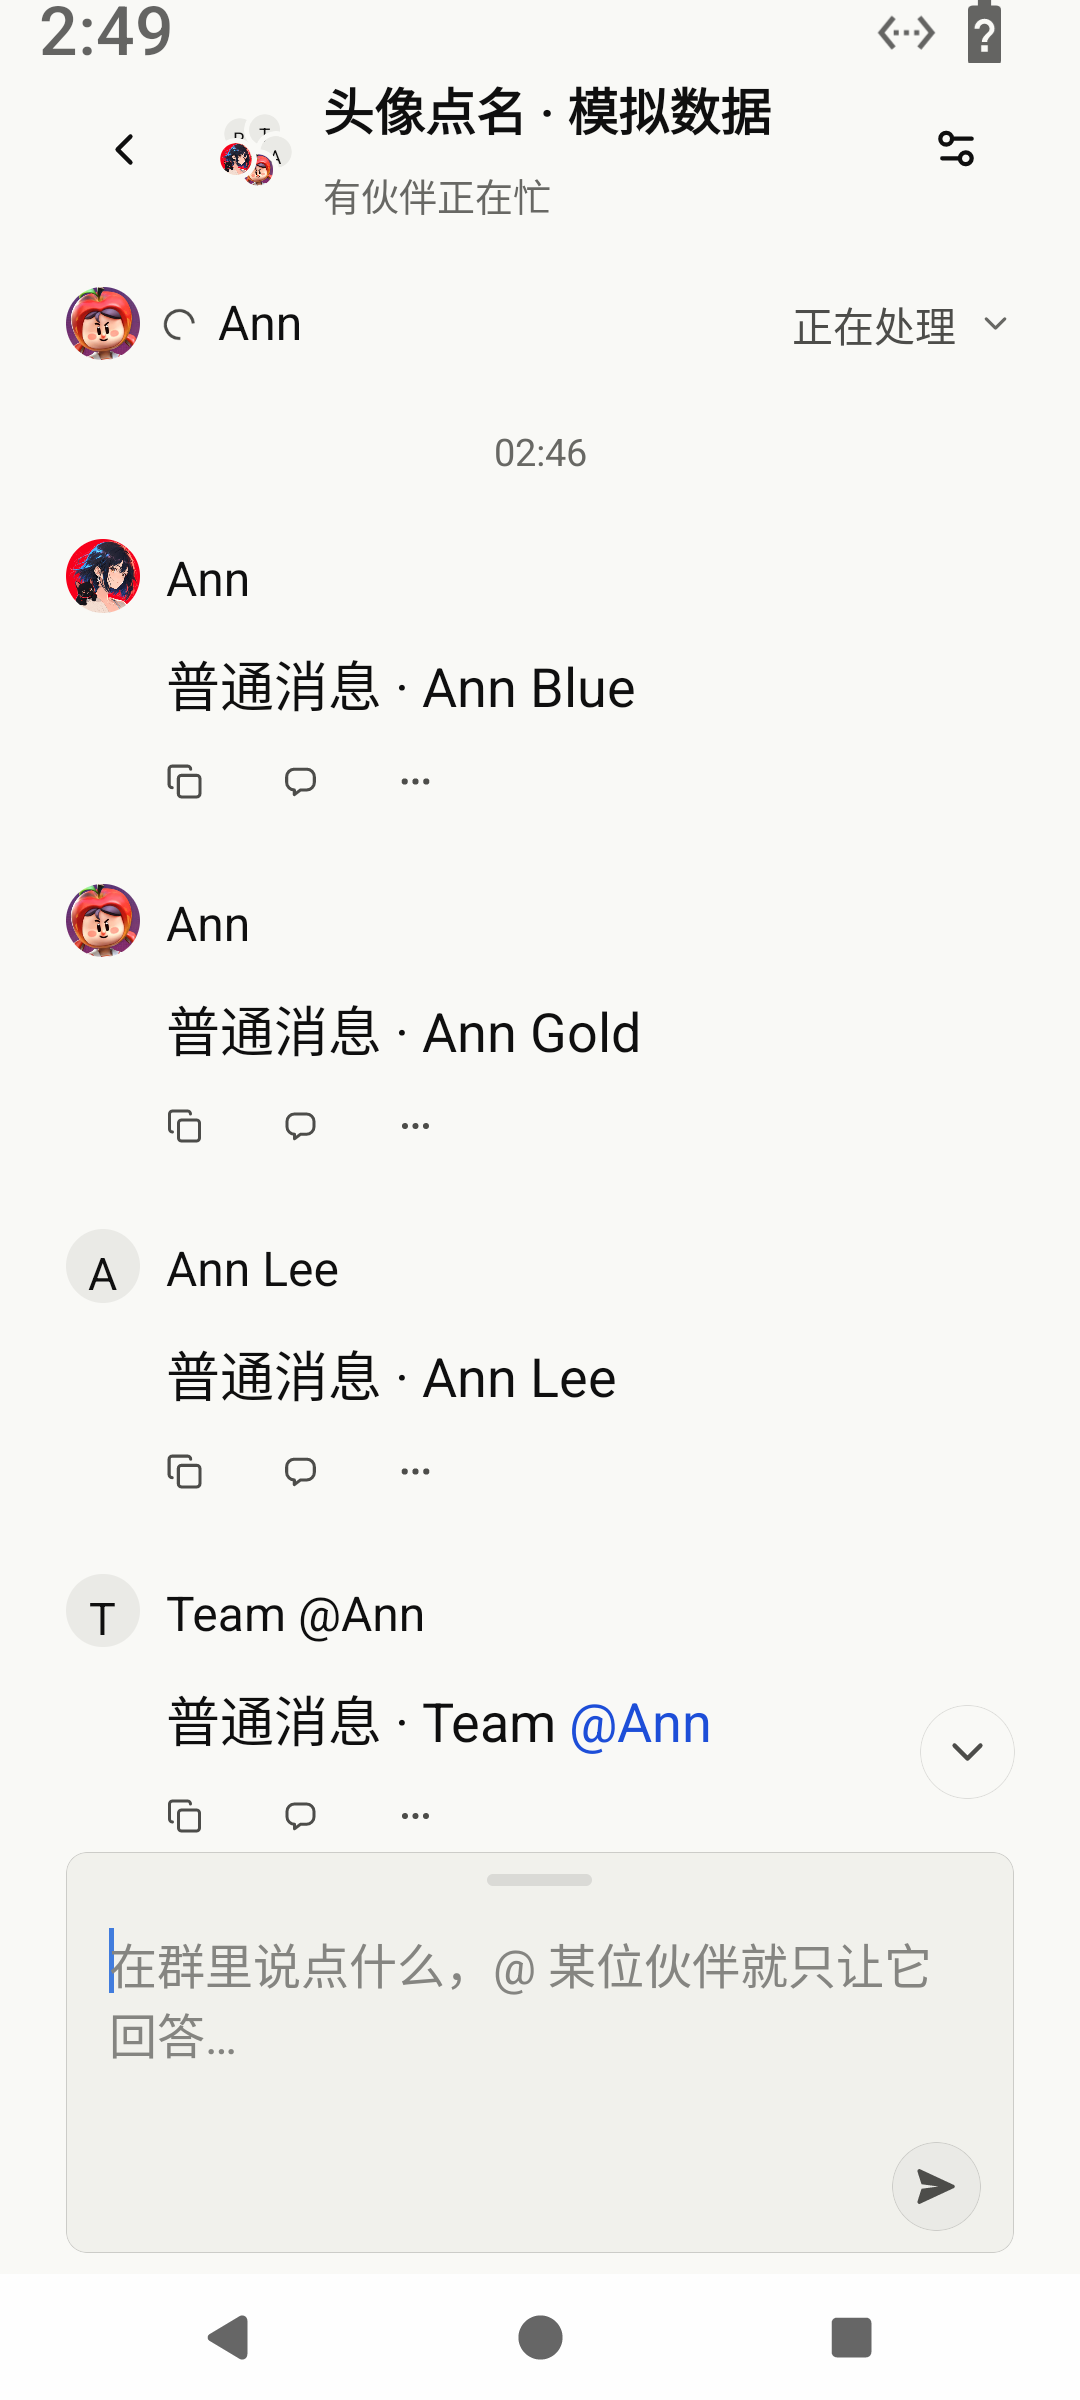 2:49
头像点名 · 模拟数据
有伙伴正在忙
Ann
正在处理
02:46
Ann
普通消息 · Ann Blue
Ann
普通消息 · Ann Gold
A
Ann Lee
普通消息 · Ann Lee
T
Team @Ann
普通消息 · Team @Ann
在群里说点什么，@ 某位伙伴就只让它
回答...